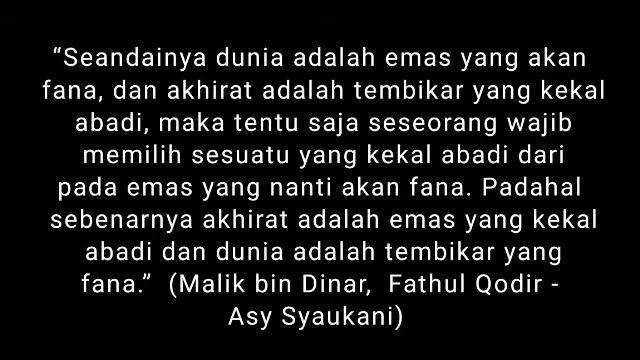 “Seandainya dunia adalah emas yang akan
fana, dan akhirat adalah tembikar yang kekal
abadi, maka tentu saja seseorang wajib
memilih sesuatu yang kekal abadi dari
pada emas yang nanti akan fana. Padahal
sebenarnya akhirat adalah emas yang kekal
abadi dan dunia adalah tembikar yang
fana.” (Malik bin Dinar, Fathul Qodir -
Asy Syaukani)